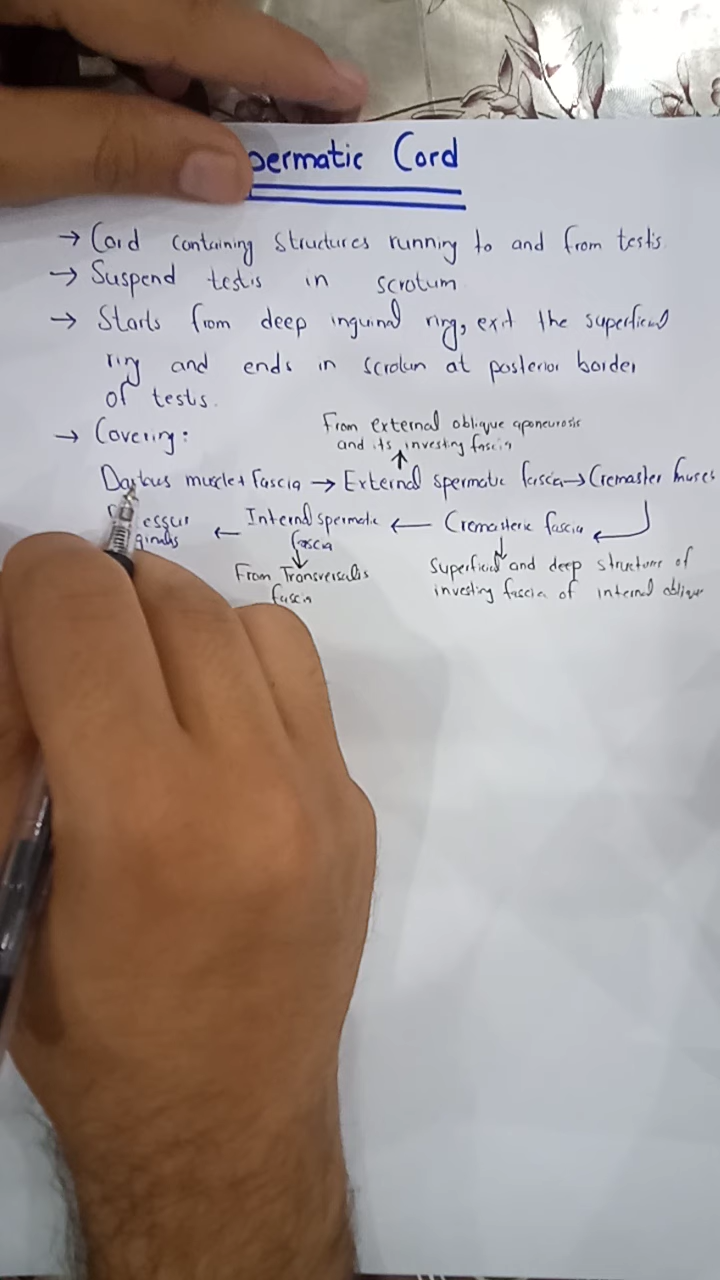 permatic Cord
→ Cord containing structures running to and from testis
→ Suspend testis in scrotum
→ Starts from deep inguinal ring, exit the superficial
ring and ends in scrotum at posterior border
of testis.
→ Covering:
From external oblique aponeurosis
and its investing fascia
Dartous muscle+ Fascia → External spermatic fascia → Cremaster
Internal spermatic ← Cremasteric fascia
fascia
From Transversalis
fascia
Superficial and deep structure of
investing fascia of internal oblique